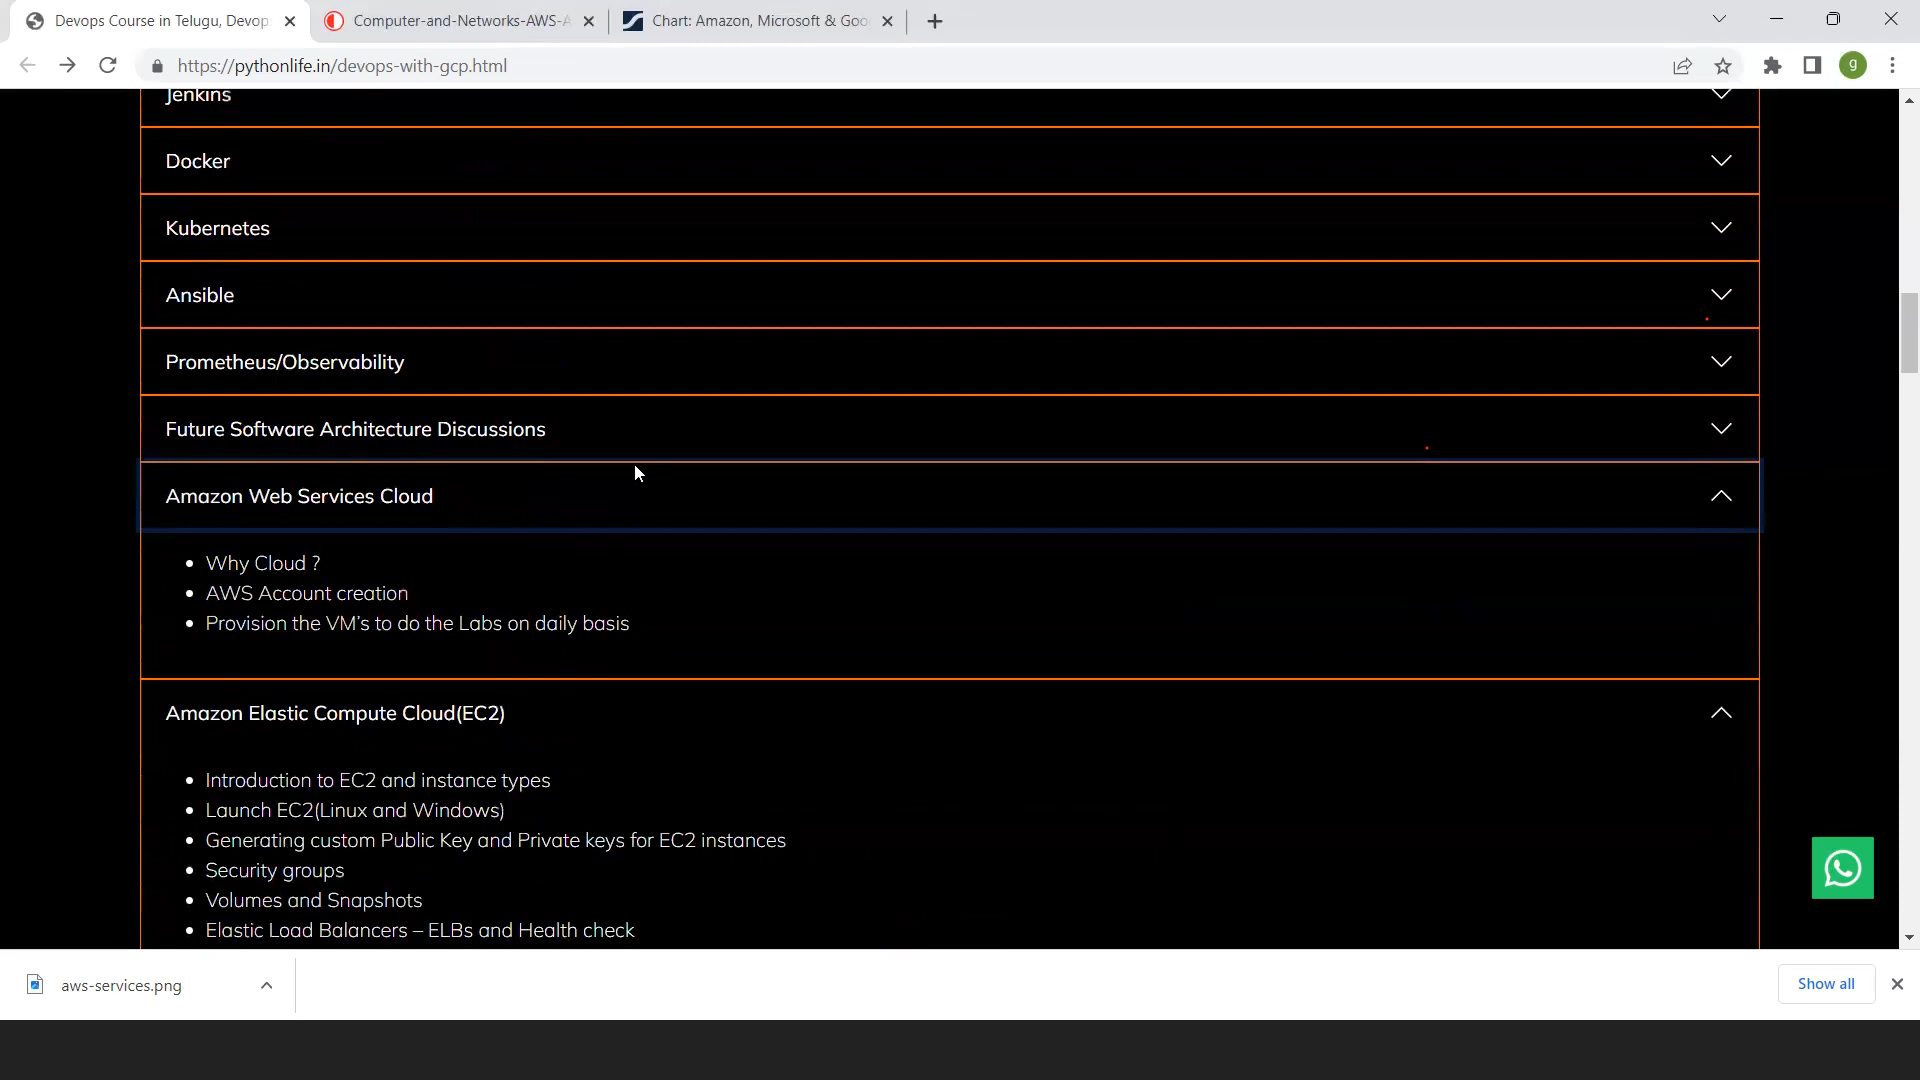 Devops Course in Telugu, Devop
Computer-and-Networks-AWS-A
Chart: Amazon, Microsoft & Goo
https://pythonlife.in/devops-with-gcp.html
g
Jenkins
Docker
Kubernetes
Ansible
Prometheus/Observability
Future Software Architecture Discussions
Amazon Web Services Cloud
• Why Cloud ?
• AWS Account creation
• Provision the VM's to do the Labs on daily basis
Amazon Elastic Compute Cloud(EC2)
• Introduction to EC2 and instance types
• Launch EC2(Linux and Windows)
• Generating custom Public Key and Private keys for EC2 instances
• Security groups
• Volumes and Snapshots
• Elastic Load Balancers – ELBs and Health check
aws-services.png
Show all